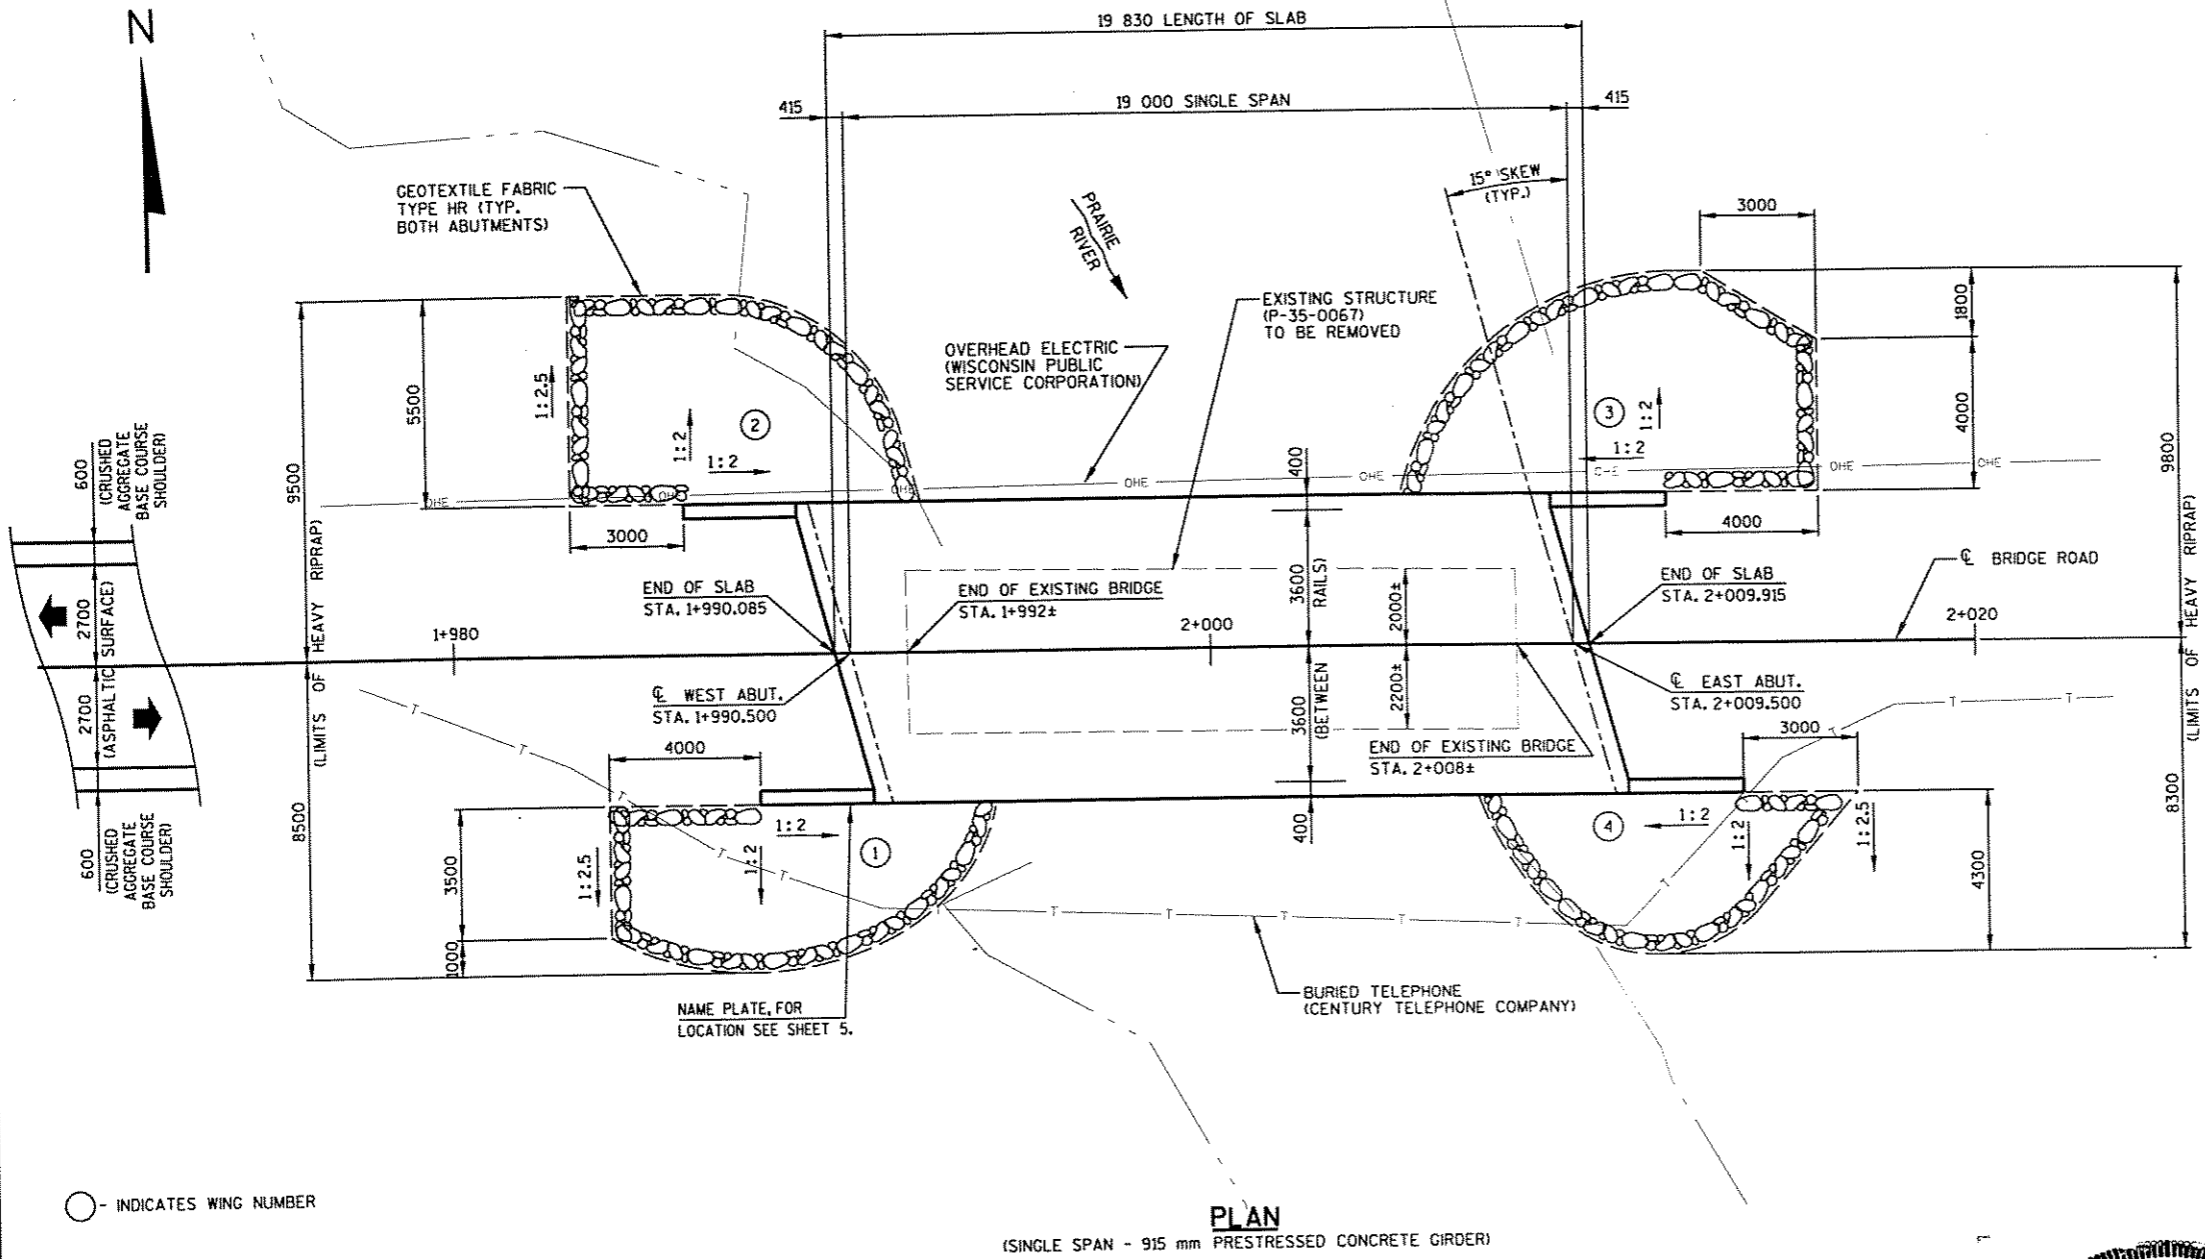 N
19 830 LENGTH OF SLAB
415
19 000 SINGLE SPAN
415
15° SKEW
(TYP.)
GEOTEXTILE FABRIC
TYPE HR (TYP.
BOTH ABUTMENTS)
PRAIRIE
RIVER
3000
EXISTING STRUCTURE
(P-35-0067)
TO BE REMOVED
OVERHEAD ELECTRIC
(WISCONSIN PUBLIC
SERVICE CORPORATION)
1800
4000
9800
5500
9500
1:2.5
1:2
1:2
2
3
1:2
1:2
400
OHE
OHE
OHE
OHE
OHE
OHE
OHE
OHE
3000
4000
600
(CRUSHED
AGGREGATE
BASE COURSE
SHOULDER)
2700
2700
(ASPHALTIC SURFACE)
600
(CRUSHED
AGGREGATE
BASE COURSE
SHOULDER)
(LIMITS OF HEAVY RIPRAP)
END OF SLAB
STA. 1+990.085
END OF EXISTING BRIDGE
STA. 1+992±
3600
3600
(BETWEEN RAILS)
2000±
2200±
END OF SLAB
STA. 2+009.915
℄ BRIDGE ROAD
1+980
2+000
2+020
℄ WEST ABUT.
STA. 1+990.500
℄ EAST ABUT.
STA. 2+009.500
END OF EXISTING BRIDGE
STA. 2+008±
(LIMITS OF HEAVY RIPRAP)
4000
3000
T
T
T
T
T
T
T
T
T
T
T
T
T
T
8500
3500
1000
1:2.5
1:2
1:2
1
400
4
1:2
1:2
1:2.5
4300
8300
NAME PLATE, FOR
LOCATION SEE SHEET 5.
BURIED TELEPHONE
(CENTURY TELEPHONE COMPANY)
- INDICATES WING NUMBER
PLAN
(SINGLE SPAN - 915 mm PRESTRESSED CONCRETE GIRDER)